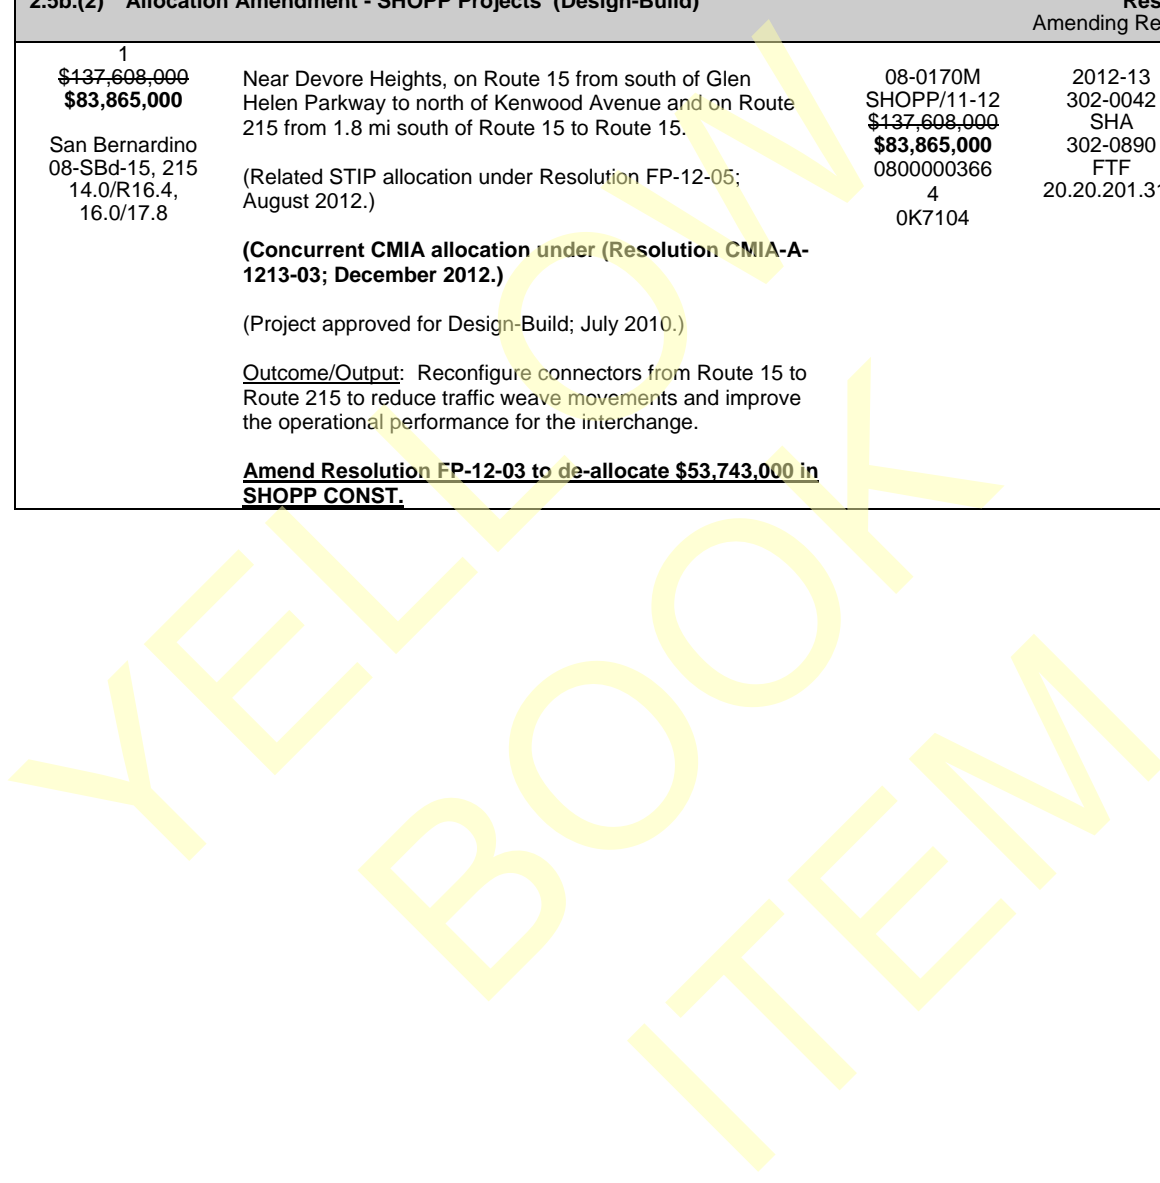 2.5b.(2) Allocation Amendment - SHOPP Projects (Design-Build) Res
Amending Re
1
$137,608,000
$83,865,000
San Bernardino
08-SBd-15, 215
14.0/R16.4,
16.0/17.8
Near Devore Heights, on Route 15 from south of Glen
Helen Parkway to north of Kenwood Avenue and on Route
215 from 1.8 mi south of Route 15 to Route 15.
(Related STIP allocation under Resolution FP-12-05;
August 2012.)
(Concurrent CMIA allocation under (Resolution CMIA-A-
1213-03; December 2012.)
(Project approved for Design-Build; July 2010.)
Outcome/Output: Reconfigure connectors from Route 15 to
Route 215 to reduce traffic weave movements and improve
the operational performance for the interchange.
Amend Resolution FP-12-03 to de-allocate $53,743,000 in
SHOPP CONST.
08-0170M
SHOPP/11-12
$137,608,000
$83,865,000
0800000366
4
0K7104
2012-13
302-0042
SHA
302-0890
FTF
20.20.201.31
YELLOW
BOOK
ITEM